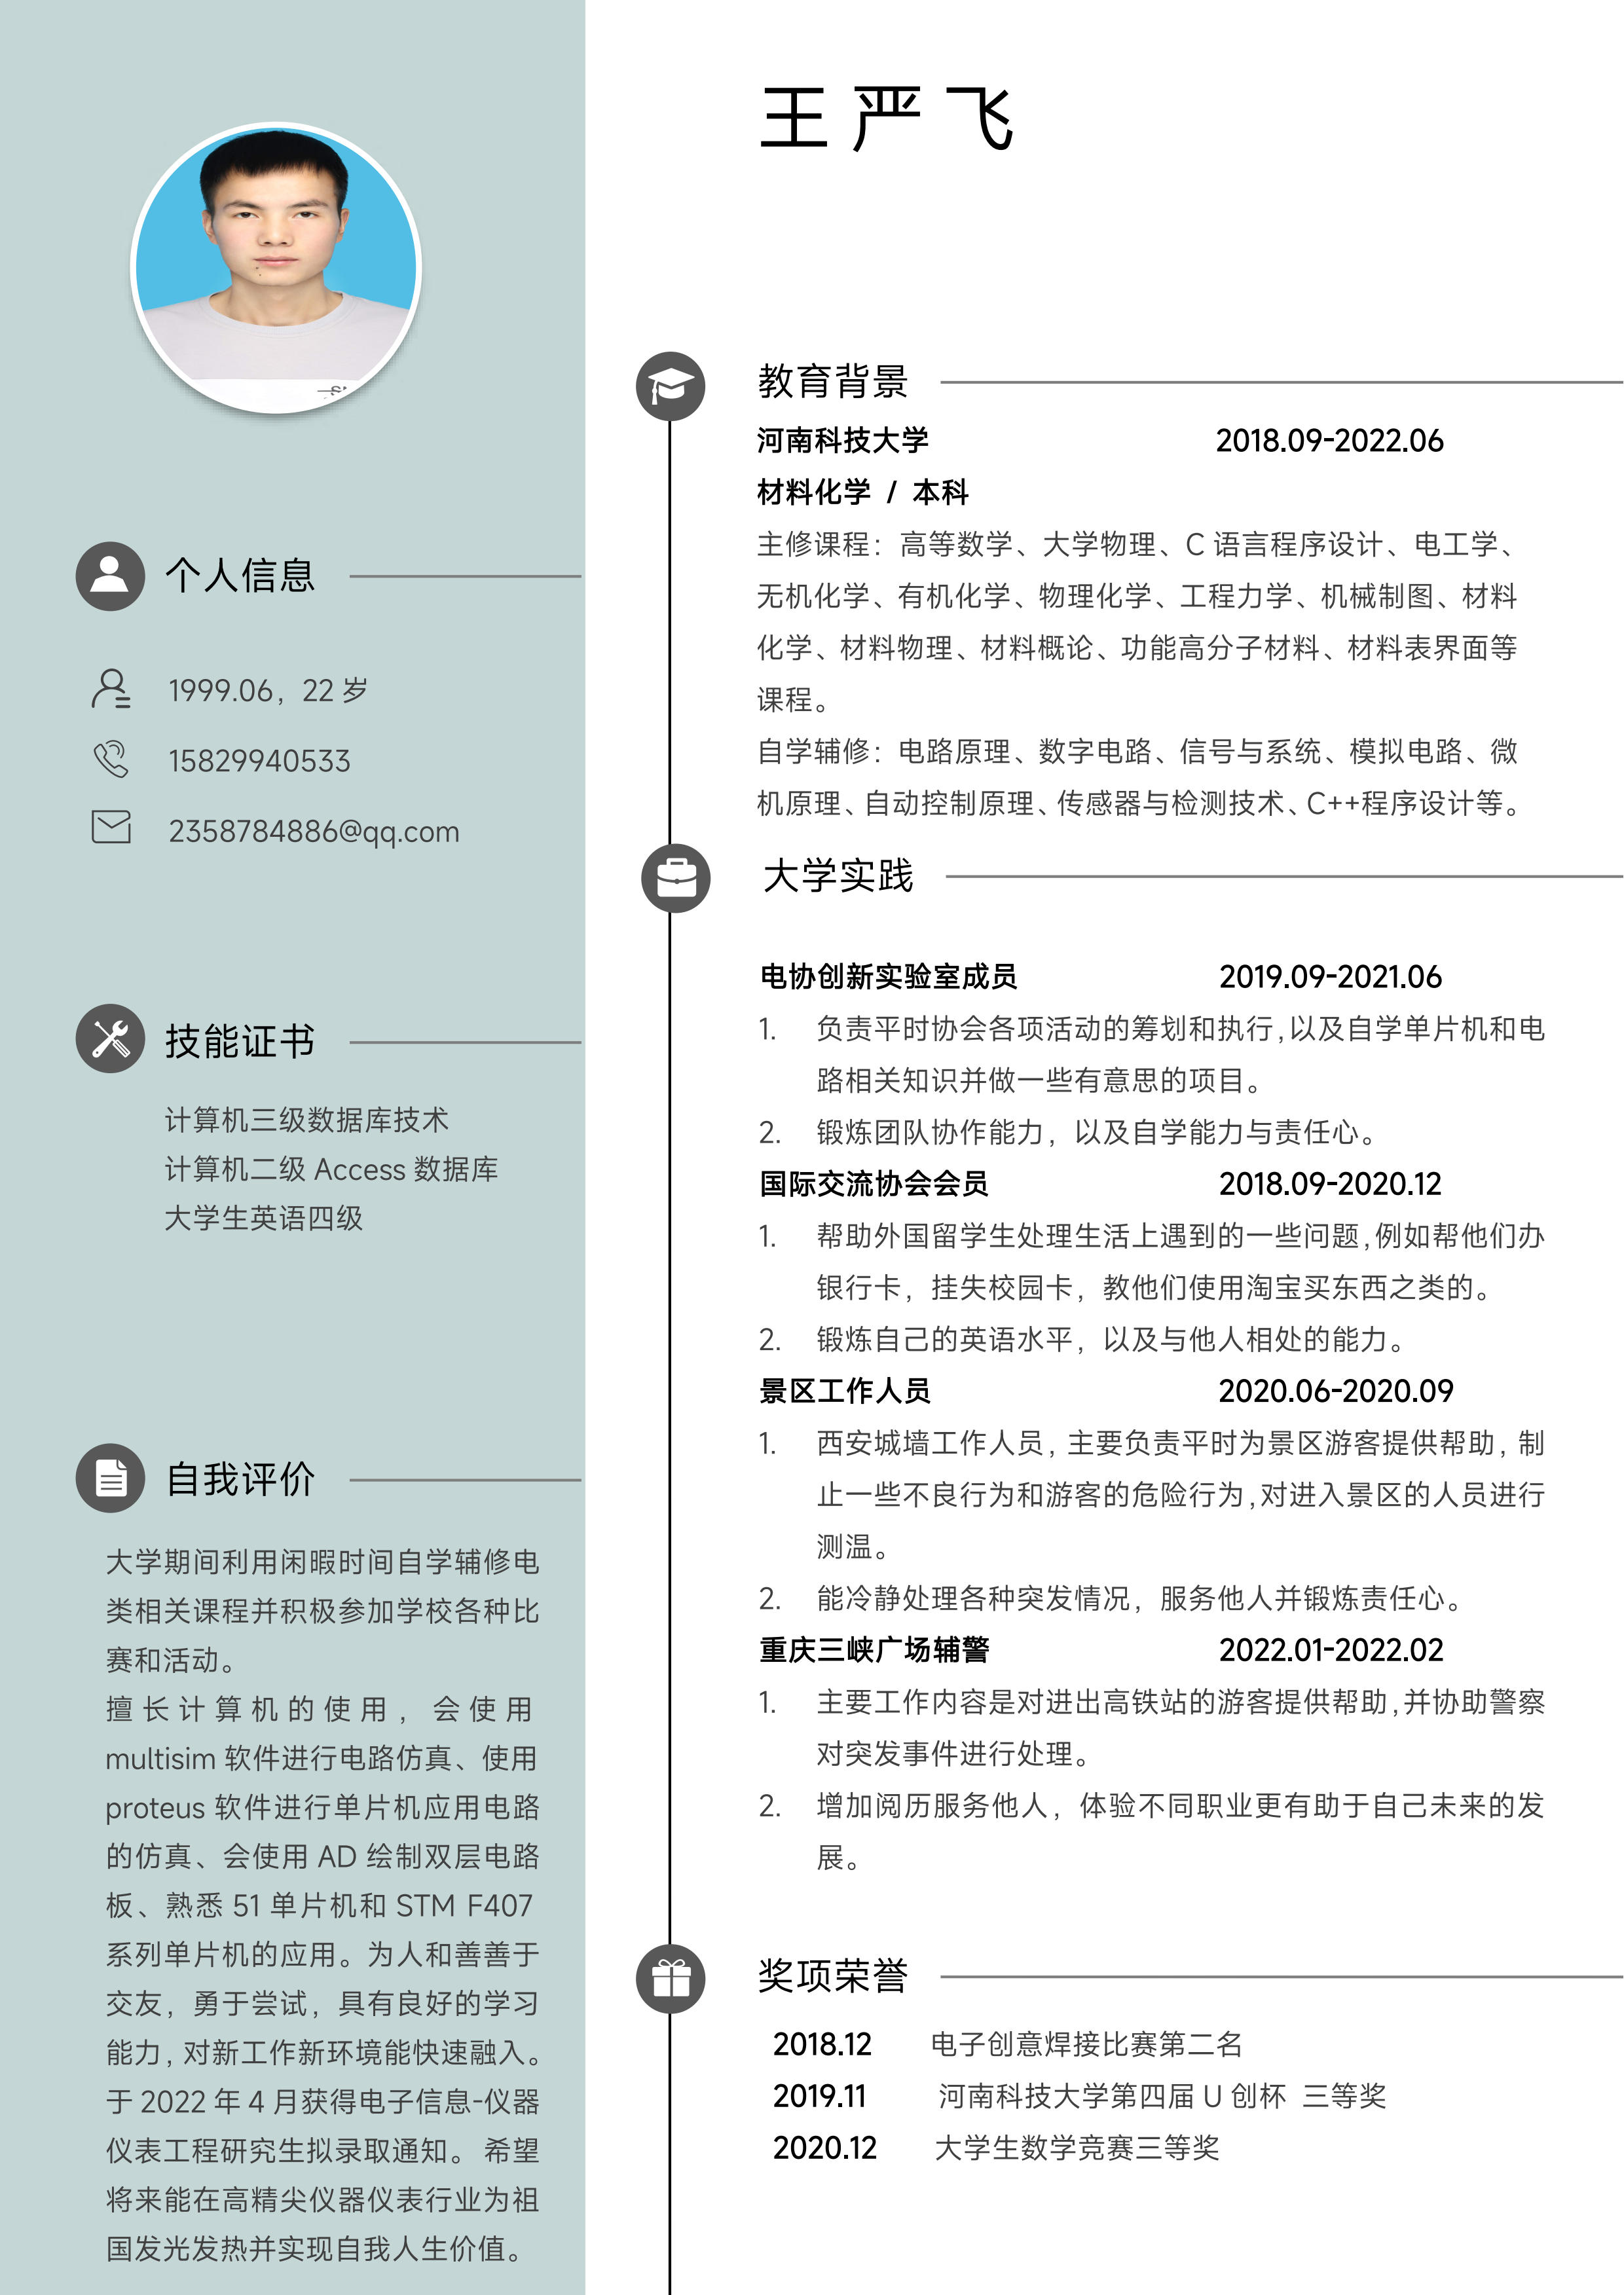 王严飞
个人信息
1999.06，22 岁
15829940533
2358784886@qq.com
技能证书
计算机三级数据库技术
计算机二级 Access 数据库
大学生英语四级
自我评价
大学期间利用闲暇时间自学辅修电
类相关课程并积极参加学校各种比
赛和活动。
擅长计算机的使用，会使用
multisim 软件进行电路仿真、使用
proteus 软件进行单片机应用电路
的仿真、会使用 AD 绘制双层电路
板、熟悉 51 单片机和 STM F407
系列单片机的应用。为人和善善于
交友，勇于尝试，具有良好的学习
能力，对新工作新环境能快速融入。
于 2022 年 4 月获得电子信息-仪器
仪表工程研究生拟录取通知。 希望
将来能在高精尖仪器仪表行业为祖
国发光发热并实现自我人生价值。
教育背景
河南科技大学 2018.09-2022.06
材料化学 / 本科
主修课程：高等数学、大学物理、C 语言程序设计、电工学、
无机化学、有机化学、物理化学、工程力学、机械制图、材料
化学、材料物理、材料概论、功能高分子材料、材料表界面等
课程。
自学辅修：电路原理、数字电路、信号与系统、模拟电路、微
机原理、自动控制原理、传感器与检测技术、C++程序设计等。
大学实践
电协创新实验室成员 2019.09-2021.06
1. 负责平时协会各项活动的筹划和执行，以及自学单片机和电
路相关知识并做一些有意思的项目。
2. 锻炼团队协作能力，以及自学能力与责任心。
国际交流协会会员 2018.09-2020.12
1. 帮助外国留学生处理生活上遇到的一些问题，例如帮他们办
银行卡，挂失校园卡，教他们使用淘宝买东西之类的。
2. 锻炼自己的英语水平，以及与他人相处的能力。
景区工作人员 2020.06-2020.09
1. 西安城墙工作人员，主要负责平时为景区游客提供帮助，制
止一些不良行为和游客的危险行为，对进入景区的人员进行
测温。
2. 能冷静处理各种突发情况，服务他人并锻炼责任心。
重庆三峡广场辅警 2022.01-2022.02
1. 主要工作内容是对进出高铁站的游客提供帮助，并协助警察
对突发事件进行处理。
2. 增加阅历服务他人，体验不同职业更有助于自己未来的发
展。
奖项荣誉
2018.12 电子创意焊接比赛第二名
2019.11 河南科技大学第四届 U 创杯 三等奖
2020.12 大学生数学竞赛三等奖